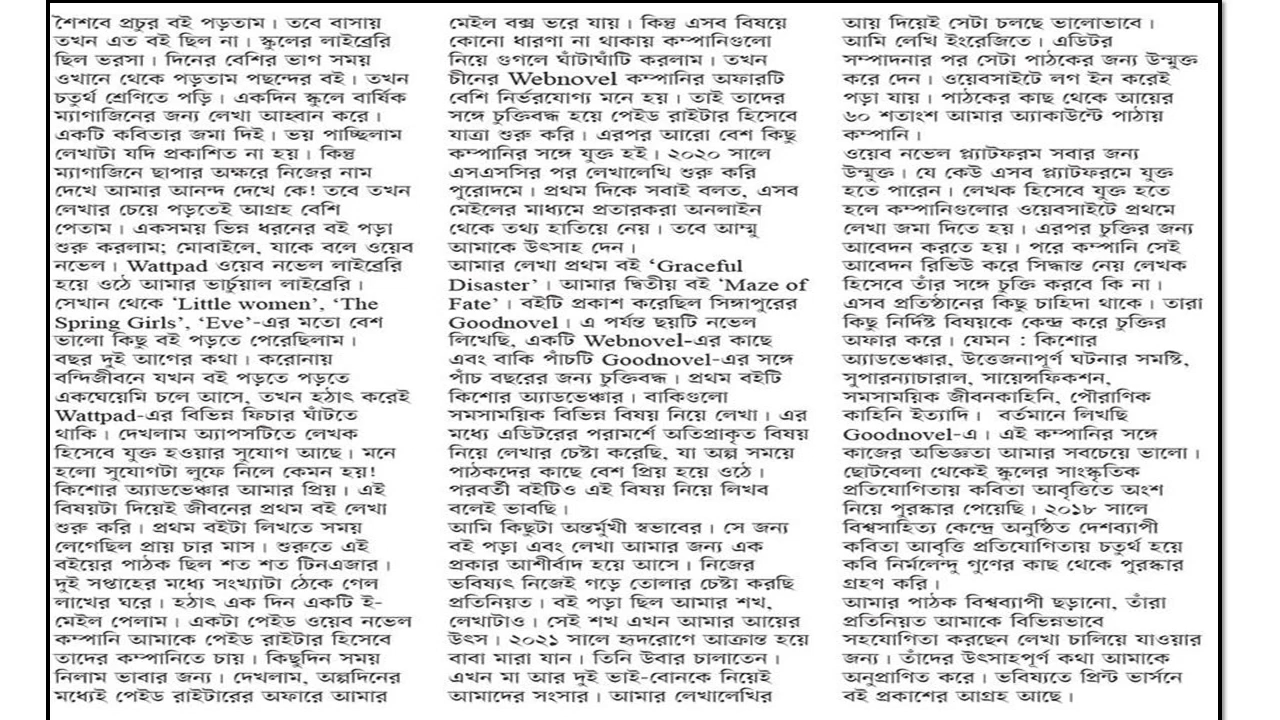 শৈশবে প্রচুর বই পড়তাম। তবে বাসায়
তখন এত বই ছিল না। স্কুলের লাইব্রেরি
ছিল ভরসা। দিনের বেশির ভাগ সময়
ওখানে থেকে পড়তাম পছন্দের বই। তখন
চতুর্থ শ্রেণিতে পড়ি। একদিন স্কুলে বার্ষিক
ম্যাগাজিনের জন্য লেখা আহ্বান করে।
একটি কবিতার জমা দিই। ভয় পাচ্ছিলাম
লেখাটা যদি প্রকাশিত না হয়। কিন্তু
ম্যাগাজিনে ছাপার অক্ষরে নিজের নাম
দেখে আমার আনন্দ দেখে কে! তবে তখন
লেখার চেয়ে পড়তেই আগ্রহ বেশি
পেতাম। একসময় ভিন্ন ধরনের বই পড়া
শুরু করলাম; মোবাইলে, যাকে বলে ওয়েব
নভেল। Wattpad ওয়েব নভেল লাইব্রেরি
হয়ে ওঠে আমার ভার্চুয়াল লাইব্রেরি।
সেখান থেকে ‘Little women’, ‘The
Spring Girls’, ‘Eve’-এর মতো বেশ
ভালো কিছু বই পড়তে পেরেছিলাম।
বছর দুই আগের কথা। করোনায়
বন্দিজীবনে যখন বই পড়তে পড়তে
একঘেয়েমি চলে আসে, তখন হঠাৎ করেই
Wattpad-এর বিভিন্ন ফিচার ঘাঁটতে
থাকি। দেখলাম অ্যাপসটিতে লেখক
হিসেবে যুক্ত হওয়ার সুযোগ আছে। মনে
হলো সুযোগটা লুফে নিলে কেমন হয়!
কিশোর অ্যাডভেঞ্চার আমার প্রিয়। এই
বিষয়টা দিয়েই জীবনের প্রথম বই লেখা
শুরু করি। প্রথম বইটা লিখতে সময়
লেগেছিল প্রায় চার মাস। শুরুতে এই
বইয়ের পাঠক ছিল শত শত টিনএজার।
দুই সপ্তাহের মধ্যে সংখ্যাটা ঠেকে গেল
লাখের ঘরে। হঠাৎ এক দিন একটি ই-
মেইল পেলাম। একটা পেইড ওয়েব নভেল
কম্পানি আমাকে পেইড রাইটার হিসেবে
তাদের কম্পানিতে চায়। কিছুদিন সময়
নিলাম ভাবার জন্য। দেখলাম, অল্পদিনের
মধ্যেই পেইড রাইটারের অফারে আমার
মেইল বক্স ভরে যায়। কিন্তু এসব বিষয়ে
কোনো ধারণা না থাকায় কম্পানিগুলো
নিয়ে গুগলে ঘাঁটাঘাঁটি করলাম। তখন
চীনের Webnovel কম্পানির অফারটি
বেশি নির্ভরযোগ্য মনে হয়। তাই তাদের
সঙ্গে চুক্তিবদ্ধ হয়ে পেইড রাইটার হিসেবে
যাত্রা শুরু করি। এরপর আরো বেশ কিছু
কম্পানির সঙ্গে যুক্ত হই। ২০২০ সালে
এসএসসির পর লেখালেখি শুরু করি
পুরোদমে। প্রথম দিকে সবাই বলত, এসব
মেইলের মাধ্যমে প্রতারকরা অনলাইন
থেকে তথ্য হাতিয়ে নেয়। তবে আম্মু
আমাকে উৎসাহ দেন।
আমার লেখা প্রথম বই ‘Graceful
Disaster’। আমার দ্বিতীয় বই ‘Maze of
Fate’। বইটি প্রকাশ করেছিল সিঙ্গাপুরের
Goodnovel। এ পর্যন্ত ছয়টি নভেল
লিখেছি, একটি Webnovel-এর কাছে
এবং বাকি পাঁচটি Goodnovel-এর সঙ্গে
পাঁচ বছরের জন্য চুক্তিবদ্ধ। প্রথম বইটি
কিশোর অ্যাডভেঞ্চার। বাকিগুলো
সমসাময়িক বিভিন্ন বিষয় নিয়ে লেখা। এর
মধ্যে এডিটরের পরামর্শে অতিপ্রাকৃত বিষয়
নিয়ে লেখার চেষ্টা করেছি, যা অল্প সময়ে
পাঠকদের কাছে বেশ প্রিয় হয়ে ওঠে।
পরবর্তী বইটিও এই বিষয় নিয়ে লিখব
বলেই ভাবছি।
আমি কিছুটা অন্তর্মুখী স্বভাবের। সে জন্য
বই পড়া এবং লেখা আমার জন্য এক
প্রকার আশীর্বাদ হয়ে আসে। নিজের
ভবিষ্যৎ নিজেই গড়ে তোলার চেষ্টা করছি
প্রতিনিয়ত। বই পড়া ছিল আমার শখ,
লেখাটাও। সেই শখ এখন আমার আয়ের
উৎস। ২০২১ সালে হৃদরোগে আক্রান্ত হয়ে
বাবা মারা যান। তিনি উবার চালাতেন।
এখন মা আর দুই ভাই-বোনকে নিয়েই
আমাদের সংসার। আমার লেখালেখির
আয় দিয়েই সেটা চলছে ভালোভাবে।
আমি লেখি ইংরেজিতে। এডিটর
সম্পাদনার পর সেটা পাঠকের জন্য উন্মুক্ত
করে দেন। ওয়েবসাইটে লগ ইন করেই
পড়া যায়। পাঠকের কাছ থেকে আয়ের
৬০ শতাংশ আমার অ্যাকাউন্টে পাঠায়
কম্পানি।
ওয়েব নভেল প্ল্যাটফরম সবার জন্য
উন্মুক্ত। যে কেউ এসব প্ল্যাটফরমে যুক্ত
হতে পারেন। লেখক হিসেবে যুক্ত হতে
হলে কম্পানিগুলোর ওয়েবসাইটে প্রথমে
লেখা জমা দিতে হয়। এরপর চুক্তির জন্য
আবেদন করতে হয়। পরে কম্পানি সেই
আবেদন রিভিউ করে সিদ্ধান্ত নেয় লেখক
হিসেবে তাঁর সঙ্গে চুক্তি করবে কি না।
এসব প্রতিষ্ঠানের কিছু চাহিদা থাকে। তারা
কিছু নির্দিষ্ট বিষয়কে কেন্দ্র করে চুক্তির
অফার করে। যেমন : কিশোর
অ্যাডভেঞ্চার, উত্তেজনাপূর্ণ ঘটনার সমষ্টি,
সুপারন্যাচারাল, সায়েন্সফিকশন,
সমসাময়িক জীবনকাহিনি, পৌরাণিক
কাহিনি ইত্যাদি। বর্তমানে লিখছি
Goodnovel-এ। এই কম্পানির সঙ্গে
কাজের অভিজ্ঞতা আমার সবচেয়ে ভালো।
ছোটবেলা থেকেই স্কুলের সাংস্কৃতিক
প্রতিযোগিতায় কবিতা আবৃত্তিতে অংশ
নিয়ে পুরস্কার পেয়েছি। ২০১৮ সালে
বিশ্বসাহিত্য কেন্দ্রে অনুষ্ঠিত দেশব্যাপী
কবিতা আবৃত্তি প্রতিযোগিতায় চতুর্থ হয়ে
কবি নির্মলেন্দু গুণের কাছ থেকে পুরস্কার
গ্রহণ করি।
আমার পাঠক বিশ্বব্যাপী ছড়ানো, তাঁরা
প্রতিনিয়ত আমাকে বিভিন্নভাবে
সহযোগিতা করছেন লেখা চালিয়ে যাওয়ার
জন্য। তাঁদের উৎসাহপূর্ণ কথা আমাকে
অনুপ্রাণিত করে। ভবিষ্যতে প্রিন্ট ভার্সনে
বই প্রকাশের আগ্রহ আছে।